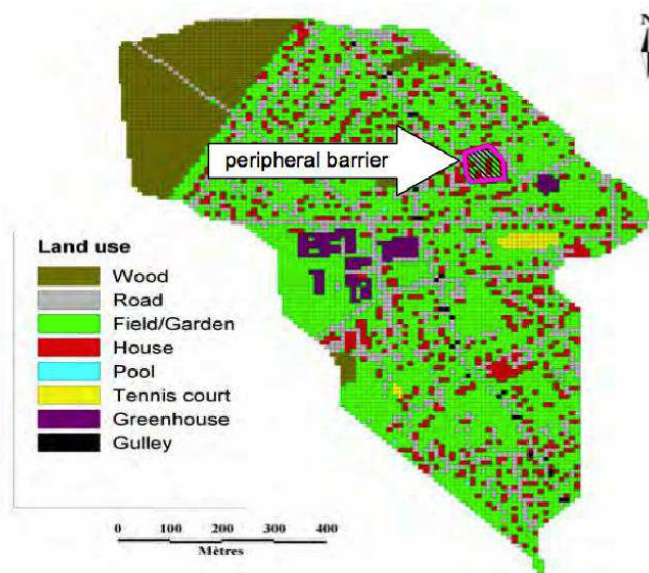 N
peripheral barrier
Land use
Wood
Road
Field/Garden
House
Pool
Tennis court
Greenhouse
Gulley
0 100 200 300 400
Mètres